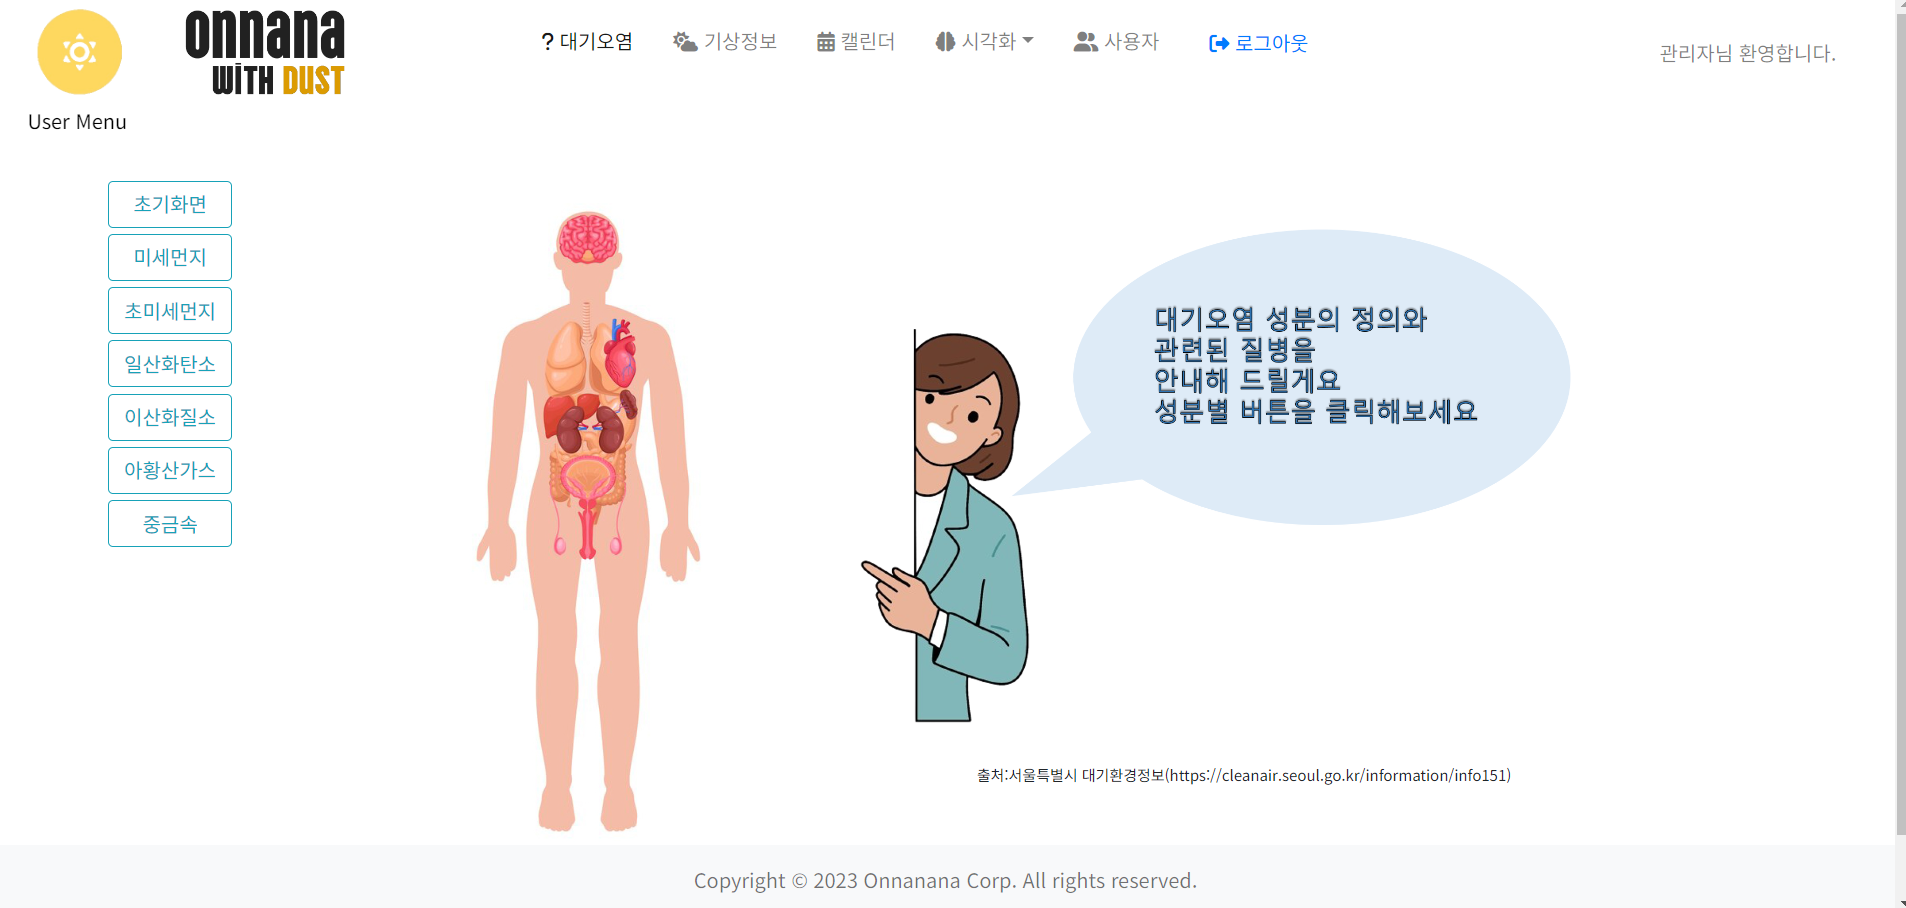 onnana
WITH DUST
? 대기오염
기상정보
캘린더
시각화
사용자
로그아웃
관리자님 환영합니다.
User Menu
초기화면
미세먼지
초미세먼지
일산화탄소
이산화질소
아황산가스
중금속
대기오염 성분의 정의와
관련된 질병을
안내해 드릴게요
성분별 버튼을 클릭해보세요
출처:서울특별시 대기환경정보(https://cleanair.seoul.go.kr/information/info151)
Copyright © 2023 Onnanana Corp. All rights reserved.